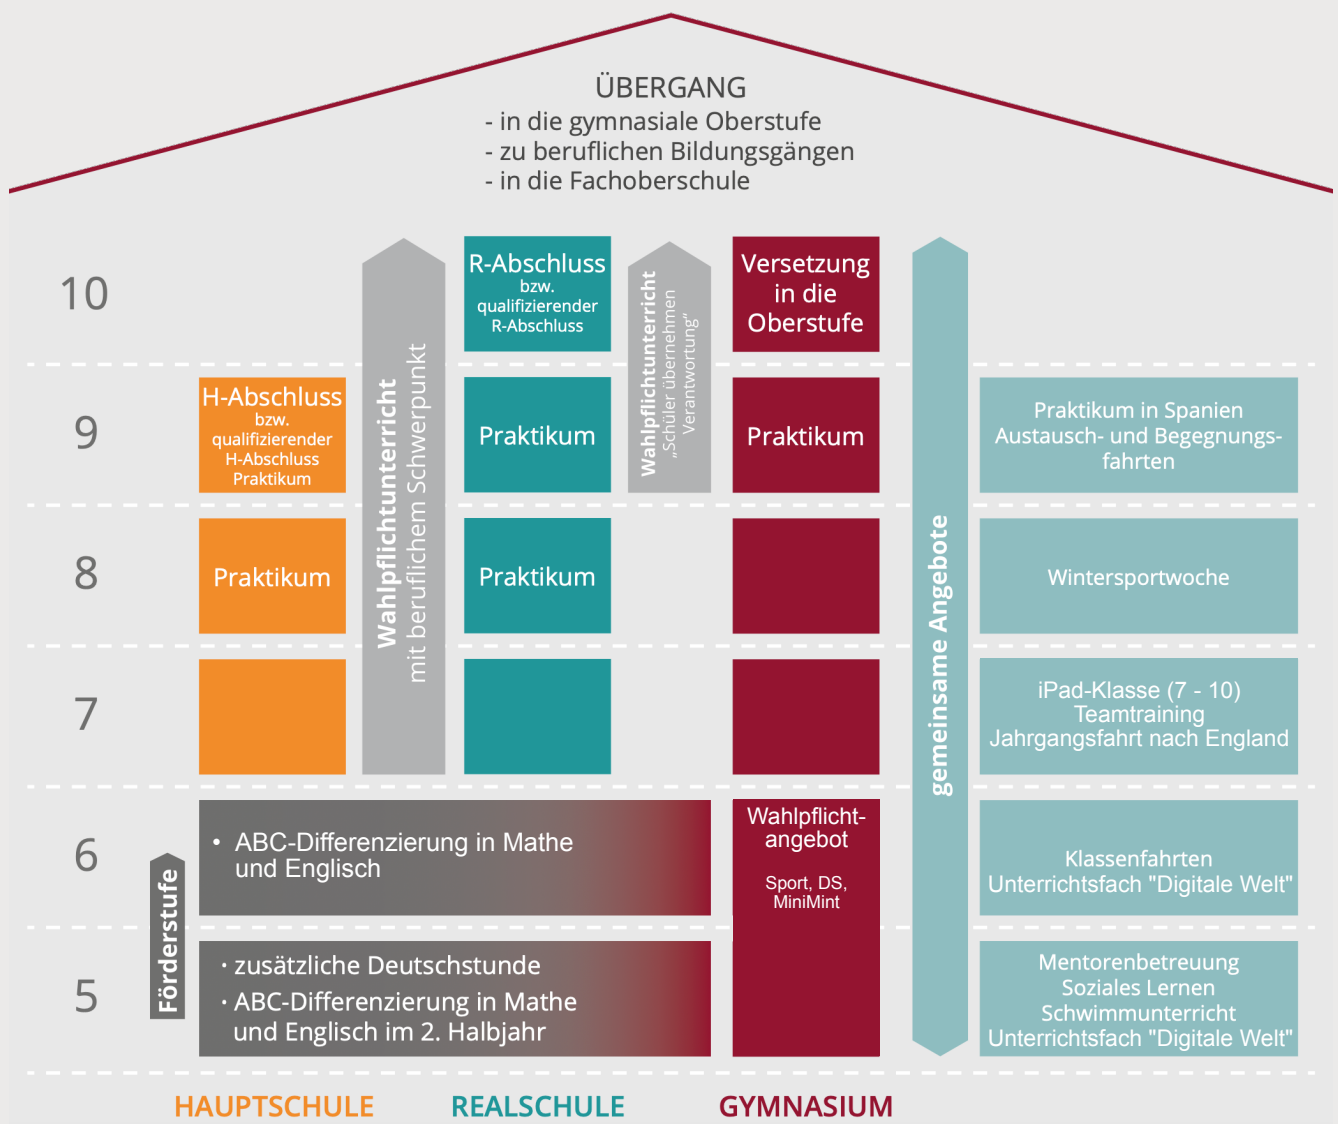 ÜBERGANG
- in die gymnasiale Oberstufe
- zu beruflichen Bildungsgängen
- in die Fachoberschule
10
R-Abschluss
bzw.
qualifizierender
R-Abschluss
Versetzung
in die
Oberstufe
9
H-Abschluss
bzw.
qualifizierender
H-Abschluss
Praktikum
Praktikum
Praktikum
Praktikum in Spanien
Austausch- und Begegnungs-
fahrten
Wahlpflichtunterricht
mit beruflichem Schwerpunkt
Wahlpflichtunterricht
„Schüler übernehmen
Verantwortung“
gemeinsame Angebote
8
Praktikum
Praktikum
Wintersportwoche
7
iPad-Klasse (7 - 10)
Teamtraining
Jahrgangsfahrt nach England
6
• ABC-Differenzierung in Mathe
und Englisch
Wahlpflicht-
angebot
Sport, DS,
MiniMint
Klassenfahrten
Unterrichtsfach "Digitale Welt"
Förderstufe
5
· zusätzliche Deutschstunde
· ABC-Differenzierung in Mathe
und Englisch im 2. Halbjahr
Mentorenbetreuung
Soziales Lernen
Schwimmunterricht
Unterrichtsfach "Digitale Welt"
HAUPTSCHULE
REALSCHULE
GYMNASIUM